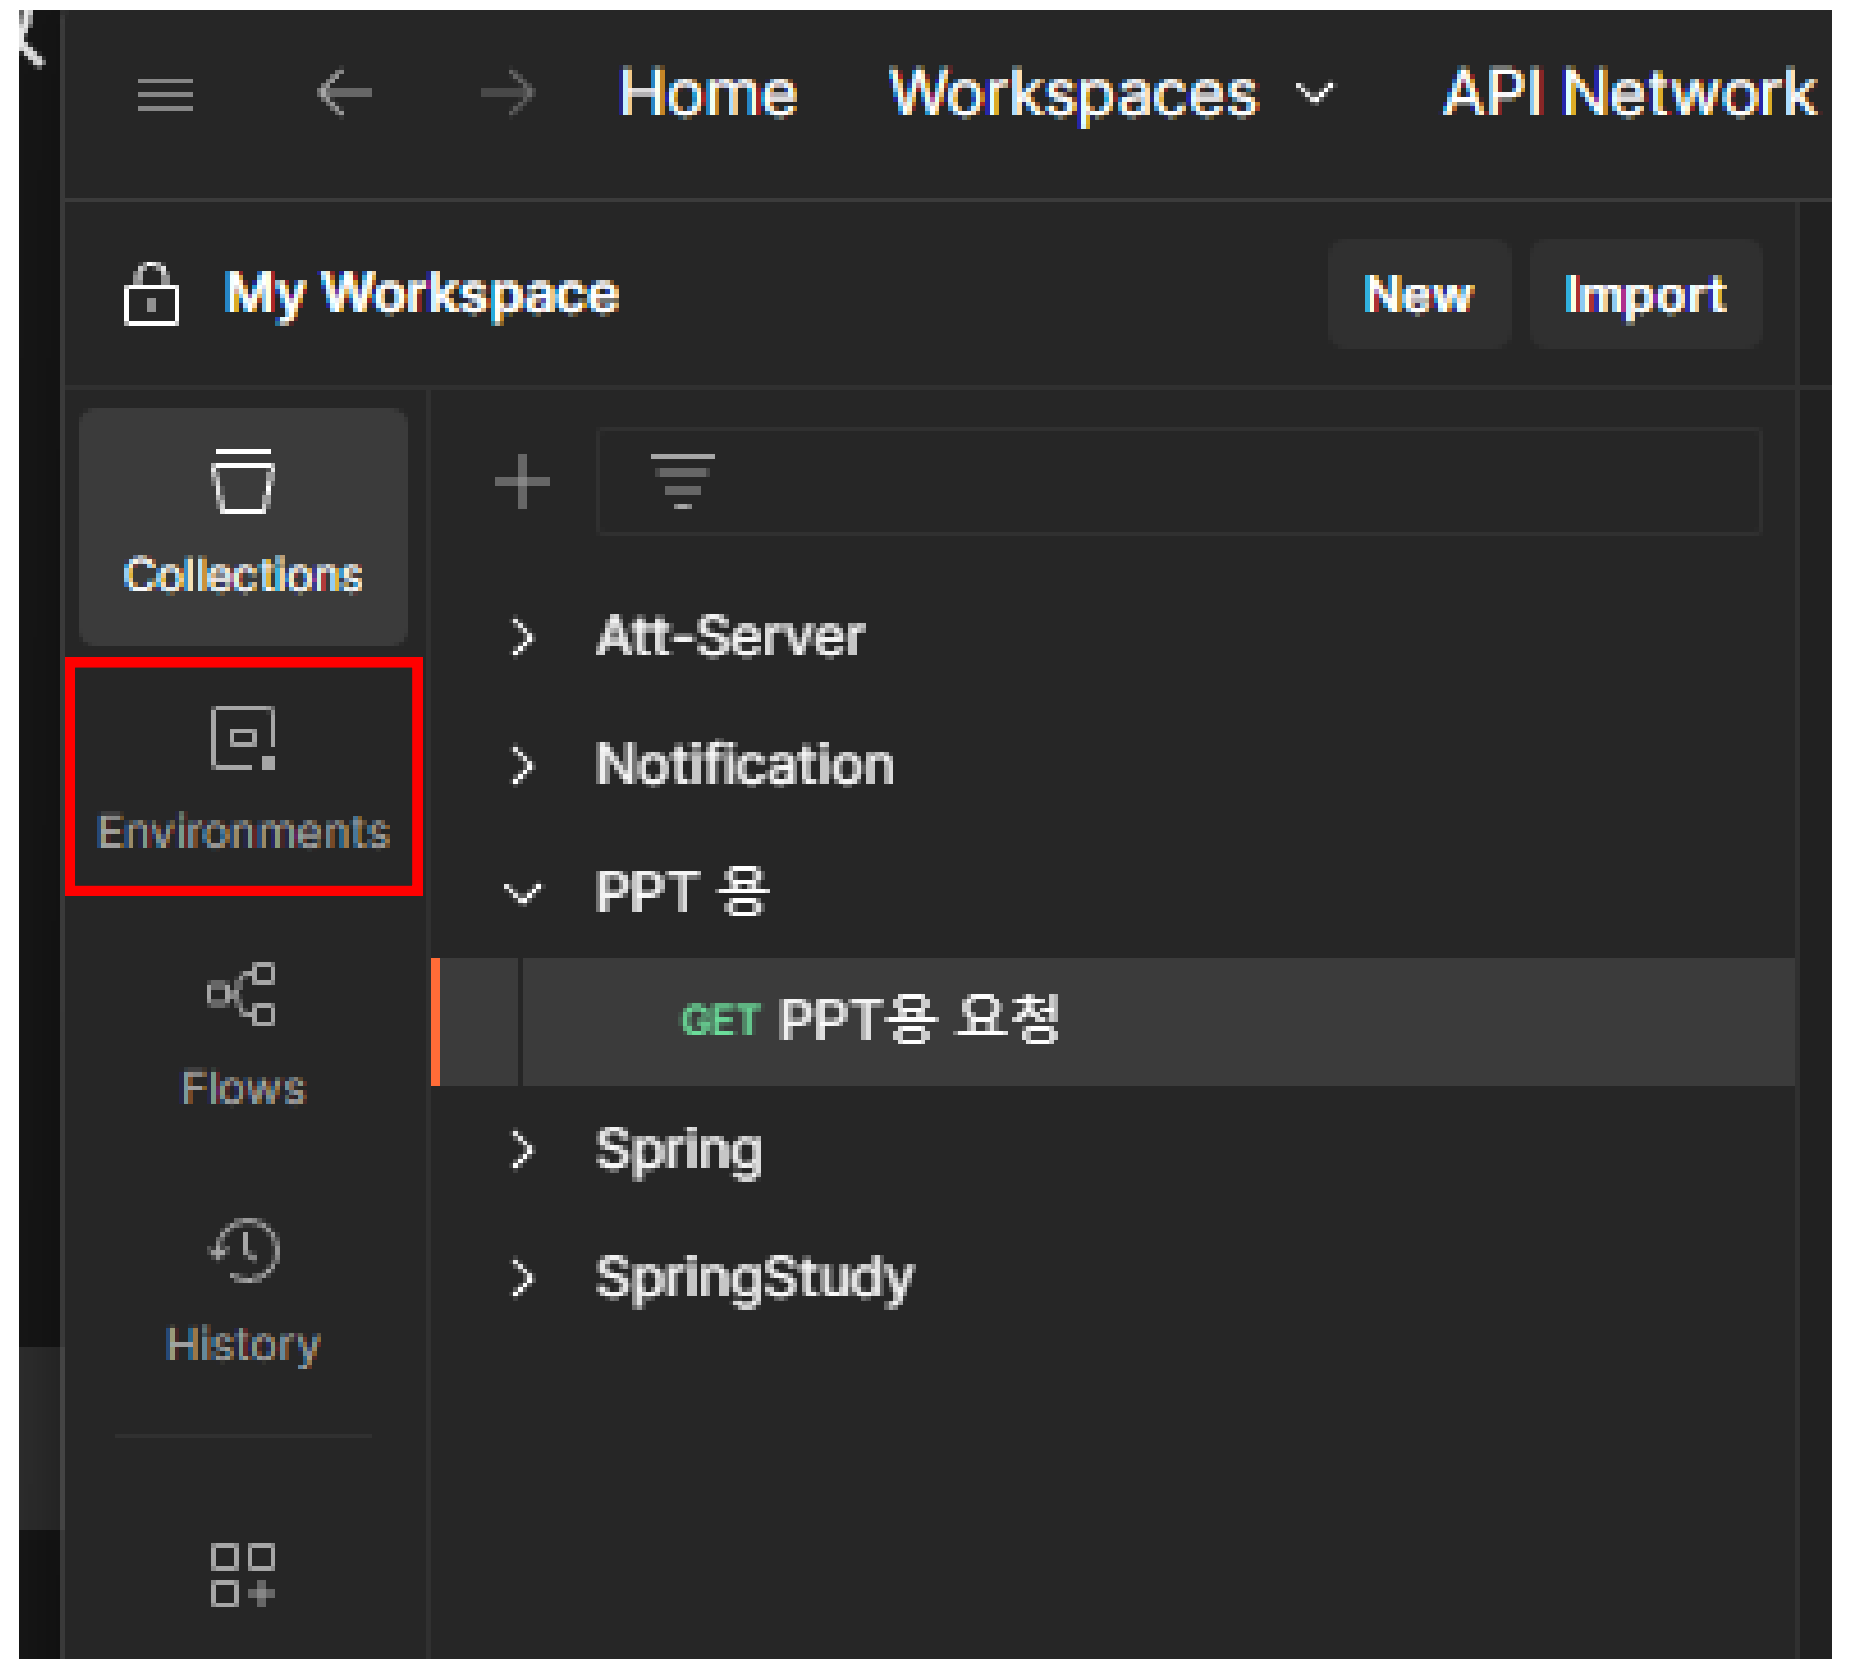 Home Workspaces API Network
My Workspace New Import
Collections
Environments
Flows
History
Att-Server
Notification
PPT 용
GET PPT용 요청
Spring
SpringStudy